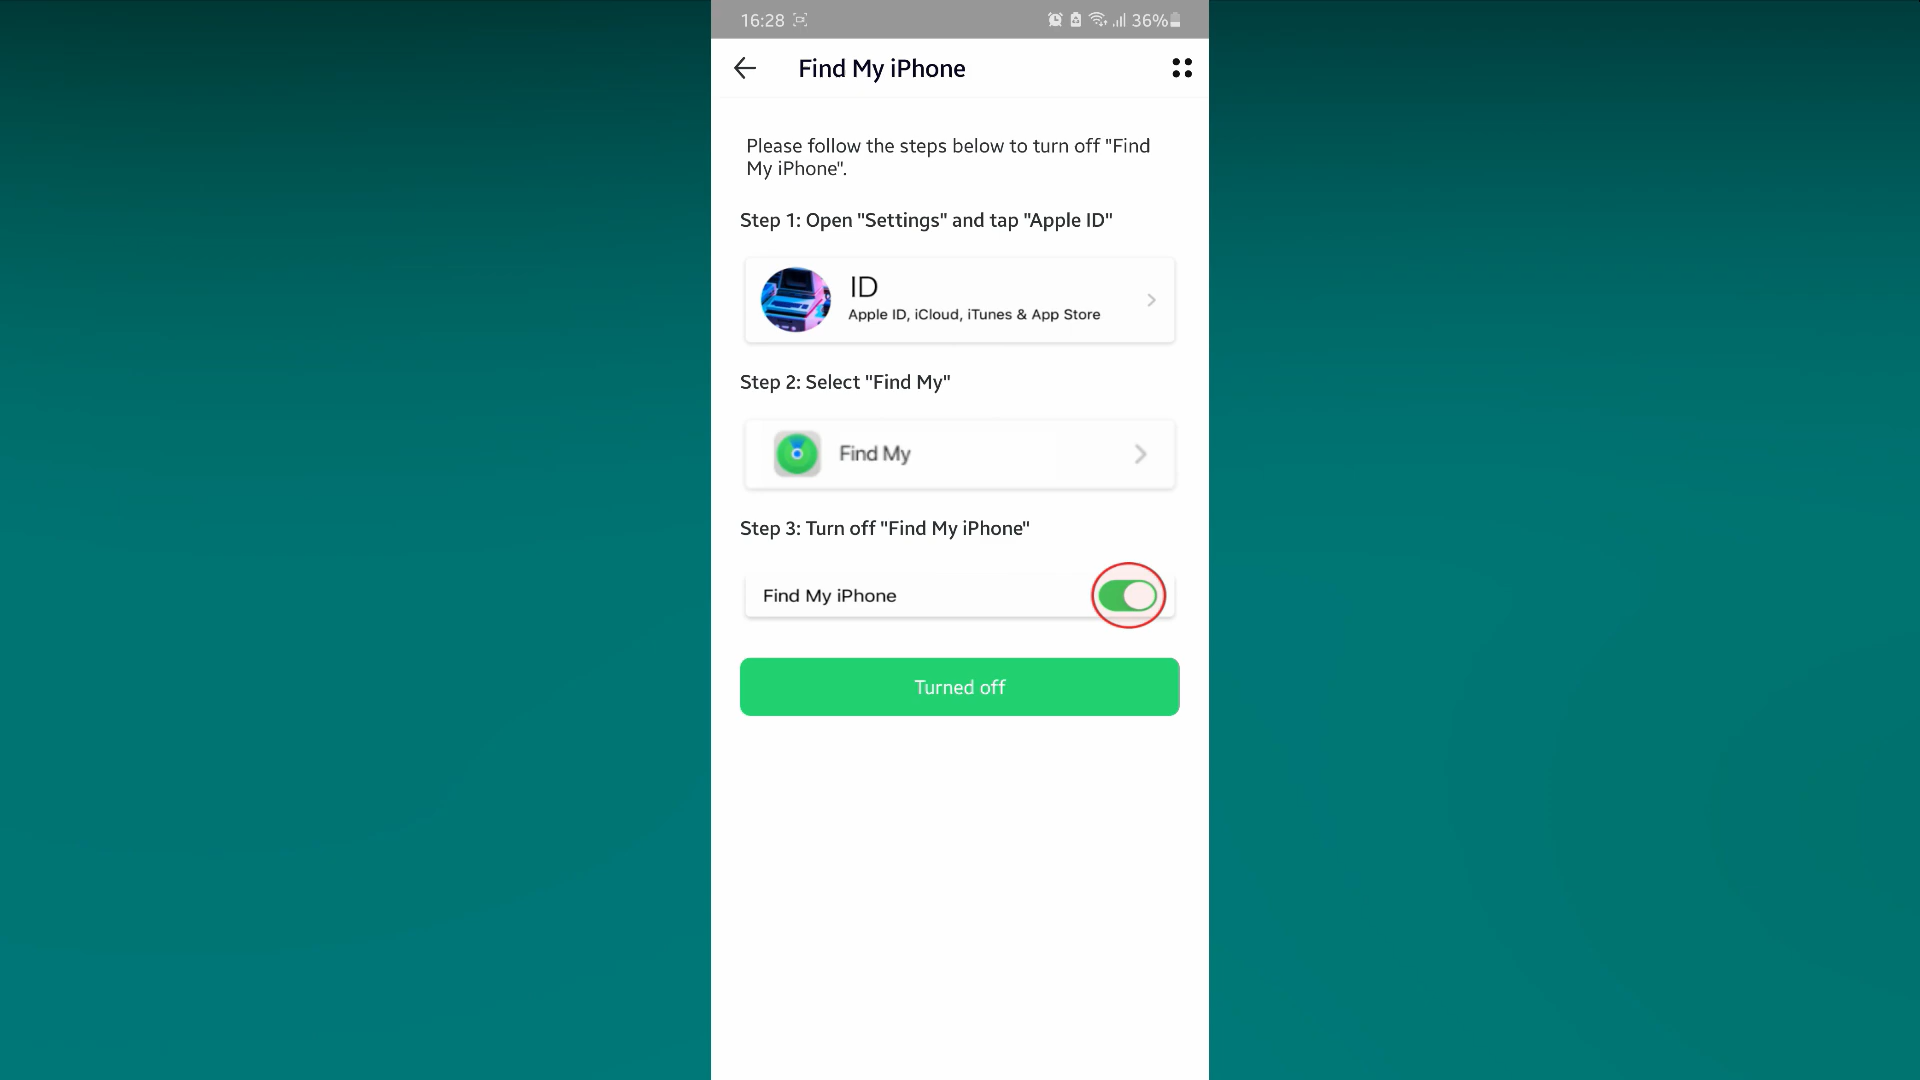 16:28
36%
Find My iPhone
Please follow the steps below to turn off "Find
My iPhone".
Step 1: Open "Settings" and tap "Apple ID"
ID
Apple ID, iCloud, iTunes & App Store
Step 2: Select "Find My"
Find My
Step 3: Turn off "Find My iPhone"
Find My iPhone
Turned off